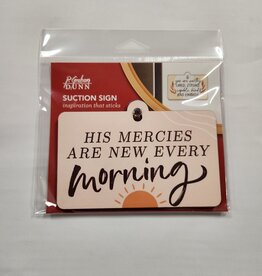 P. Graham
DUNN
SUCTION SIGN
inspiration that sticks
HIS MERCIES
ARE NEW EVERY
morning